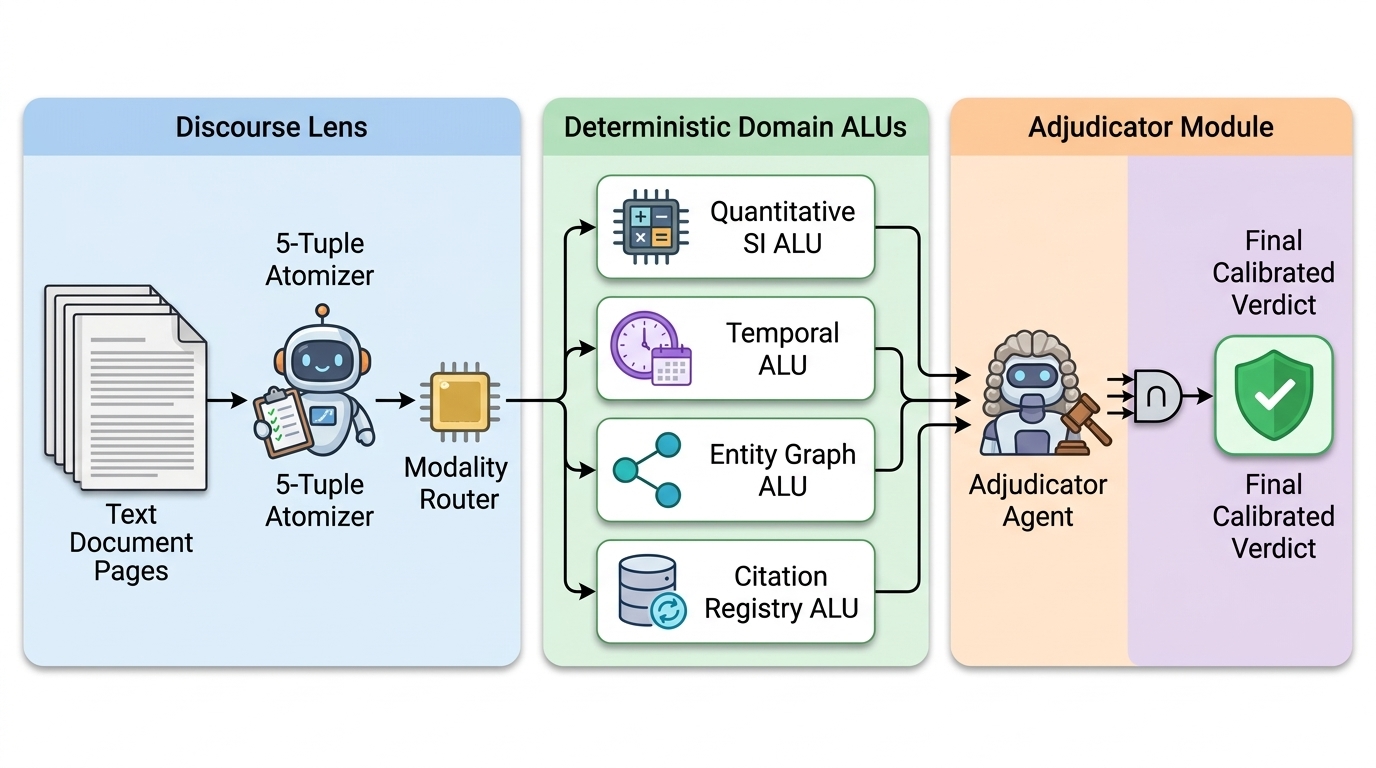 Discourse Lens
5-Tuple
Atomizer
5-Tuple
Atomizer
Text
Document
Pages
Modality
Router
Deterministic Domain ALUs
Quantitative
SI ALU
Temporal
ALU
Entity Graph
ALU
Citation
Registry ALU
Adjudicator Module
Adjudicator
Agent
∩
Final
Calibrated
Verdict
Final
Calibrated
Verdict